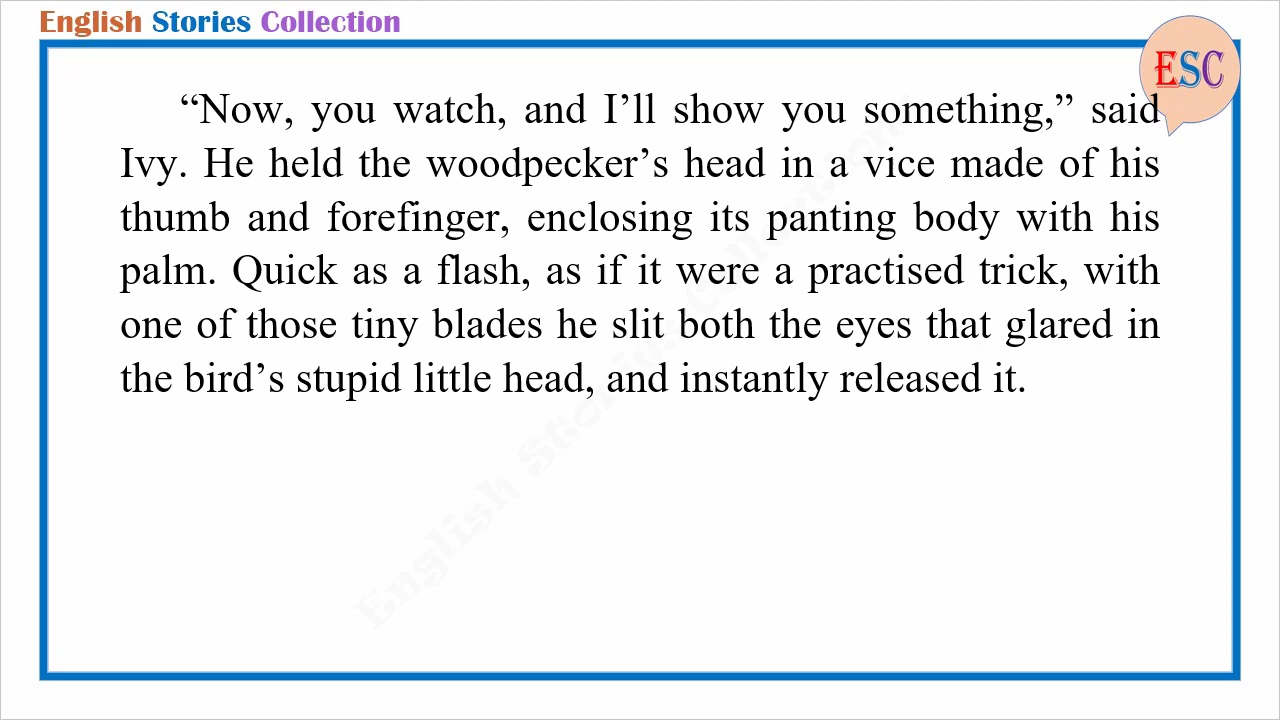 English Stories Collection
ESC
“Now, you watch, and I’ll show you something,” said
Ivy. He held the woodpecker’s head in a vice made of his
thumb and forefinger, enclosing its panting body with his
palm. Quick as a flash, as if it were a practised trick, with
one of those tiny blades he slit both the eyes that glared in
the bird’s stupid little head, and instantly released it.
English Stories Collection